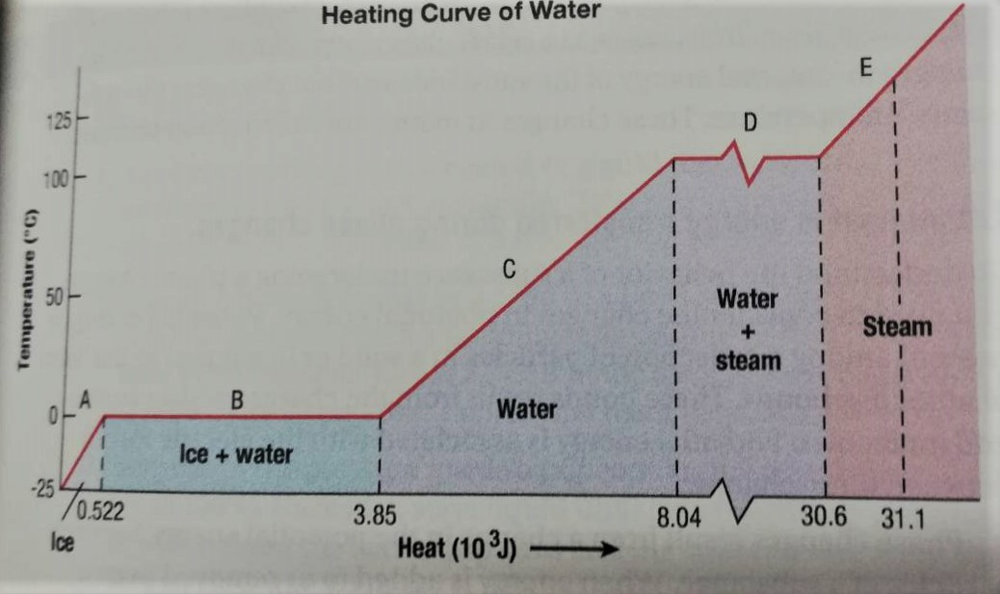 Heating Curve of Water
E
D
125
100
C
50
Water
+
steam
Steam
Temperature (°C)
A
B
0
Water
Ice + water
-25
0.522
3.85
8.04
30.6
31.1
Ice
Heat (10³J)